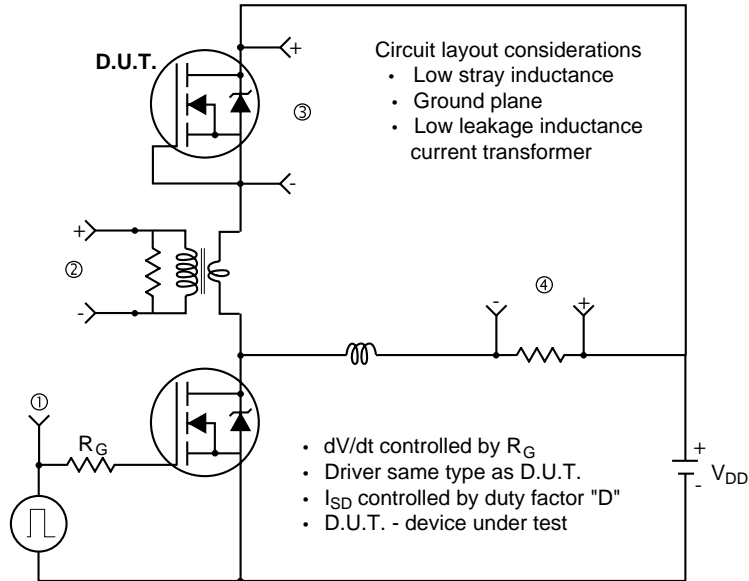 D.U.T.
+
Circuit layout considerations
• Low stray inductance
• Ground plane
• Low leakage inductance
current transformer
③
-
+
②
-
④
-
+
①
R_G
• dV/dt controlled by R_G
• Driver same type as D.U.T.
• I_SD controlled by duty factor "D"
• D.U.T. - device under test
+
V_DD
-